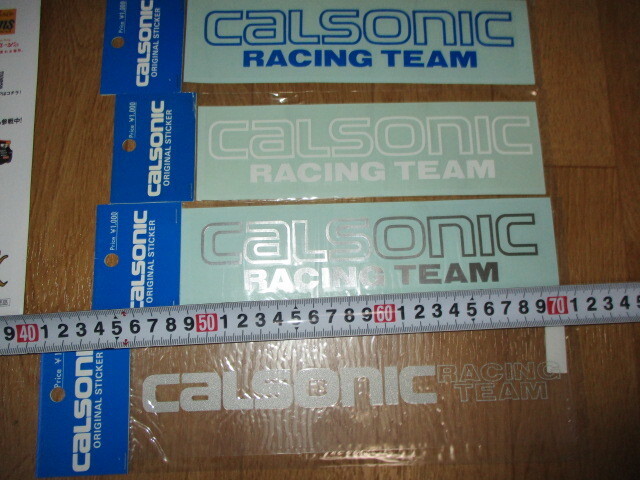 Price ¥1,000
calsonic
ORIGINAL STICKER
calsonic
RACING TEAM
Price ¥1,000
calsonic
ORIGINAL STICKER
calsonic
RACING TEAM
Price ¥1,000
calsonic
ORIGINAL STICKER
calsonic
RACING TEAM
9 40 1 2 3 4 5 6 7 8 9 50 1 2 3 4 5 6 7 8 9 60 1 2 3 4 5 6 7 8 9 70 1 2 3 4 5
Price ¥1
calsonic
ORIGINAL STICKER
calsonic
RACING
TEAM